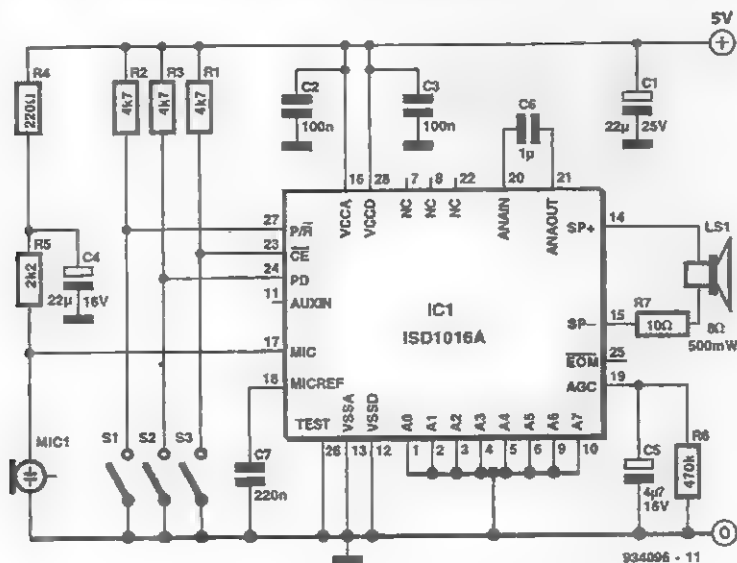 5V
R4
R2
R3
R1
220Ω
4k7
4k7
4k7
C2
100n
C3
100n
C6
1µ
C1
22µ 25V
16 28 7 8 22 20 21
VCCA VCCD NC NC NC ANAIN ANAOUT
27 P/R
23 CE
24 PD
11 AUXIN
17 MIC
18 MICREF
SP+ 14
LS1
R7
SP– 15
10Ω
8Ω
500mW
EOM 25
AGC 19
IC1
ISD1016A
R5
2k2
C4
22µ 16V
TEST VSSA VSSD A0 A1 A2 A3 A4 A5 A6 A7
26 13 12 1 2 3 4 5 6 9 10
MIC1
S1
S2
S3
C7
220n
C5
4µ7
16V
R6
470k
0
934096 - 11